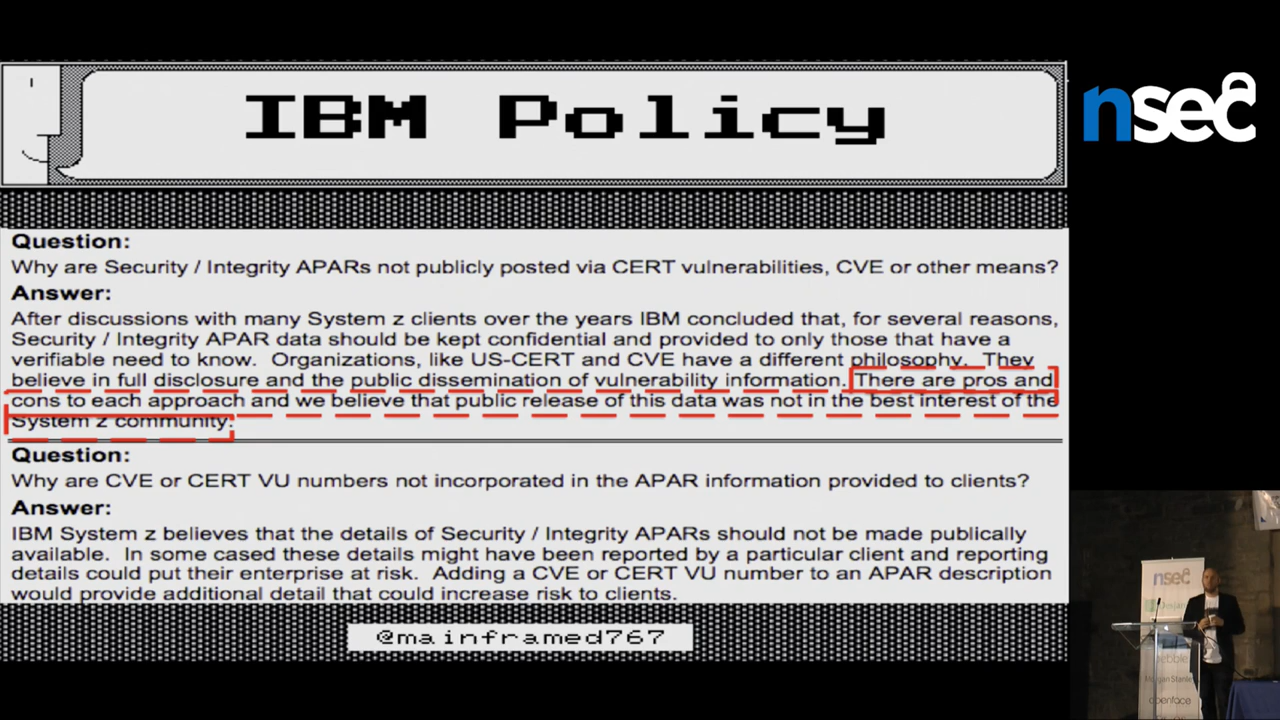 IBM Policy
nsec
Question:
Why are Security / Integrity APARs not publicly posted via CERT vulnerabilities, CVE or other means?
Answer:
After discussions with many System z clients over the years IBM concluded that, for several reasons,
Security / Integrity APAR data should be kept confidential and provided to only those that have a
verifiable need to know.  Organizations, like US-CERT and CVE have a different philosophy.  They
believe in full disclosure and the public dissemination of vulnerability information. There are pros and
cons to each approach and we believe that public release of this data was not in the best interest of the
System z community.
Question:
Why are CVE or CERT VU numbers not incorporated in the APAR information provided to clients?
Answer:
IBM System z believes that the details of Security / Integrity APARs should not be made publically
available.  In some cased these details might have been reported by a particular client and reporting
details could put their enterprise at risk.  Adding a CVE or CERT VU number to an APAR description
would provide additional detail that could increase risk to clients.
@mainframed767
nsec
Morgan Stanley
openface